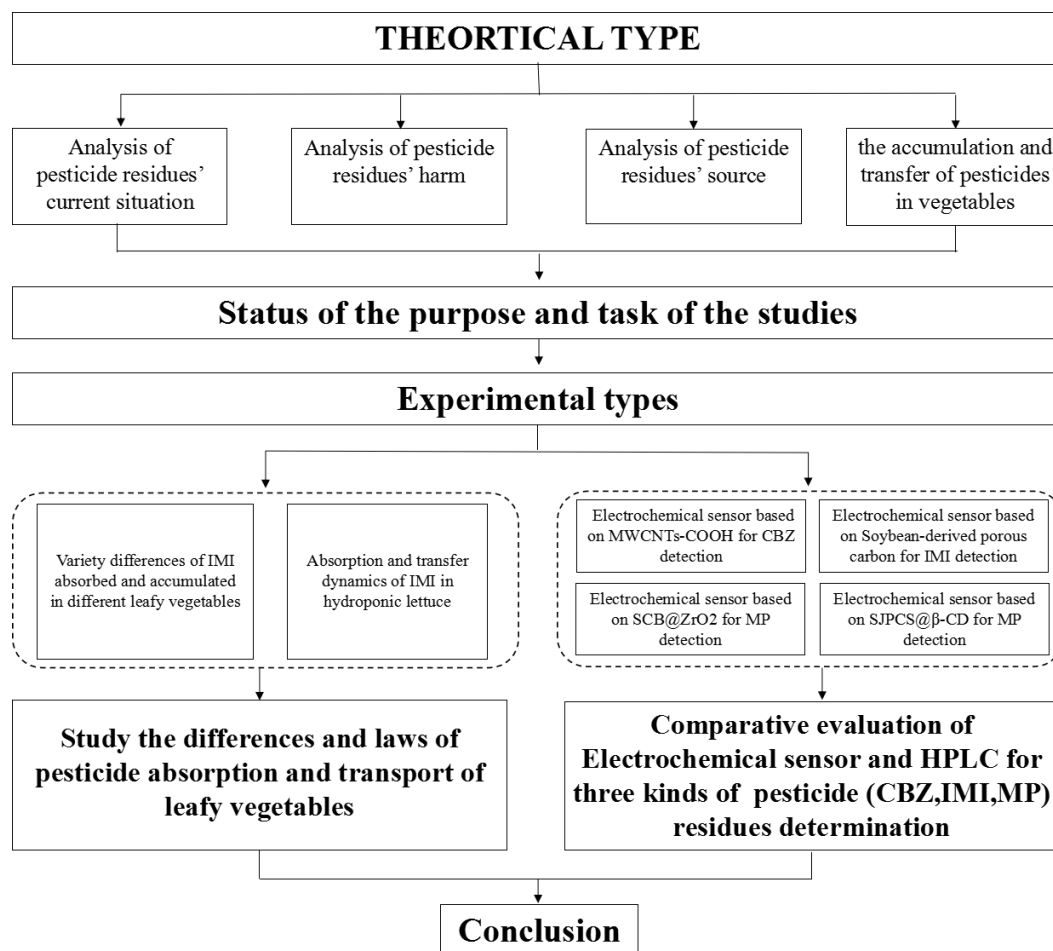 THEORTICAL TYPE
Analysis of
pesticide residues’
current situation
Analysis of pesticide
residues’ harm
Analysis of pesticide
residues’ source
the accumulation and
transfer of pesticides
in vegetables
Status of the purpose and task of the studies
Experimental types
Variety differences of IMI
absorbed and accumulated
in different leafy vegetables
Absorption and transfer
dynamics of IMI in
hydroponic lettuce
Electrochemical sensor based
on MWCNTs-COOH for CBZ
detection
Electrochemical sensor based
on Soybean-derived porous
carbon for IMI detection
Electrochemical sensor based
on SCB@ZrO2 for MP
detection
Electrochemical sensor based
on SJPCS@β-CD for MP
detection
Study the differences and laws of
pesticide absorption and transport of
leafy vegetables
Comparative evaluation of
Electrochemical sensor and HPLC for
three kinds of pesticide (CBZ,IMI,MP)
residues determination
Conclusion